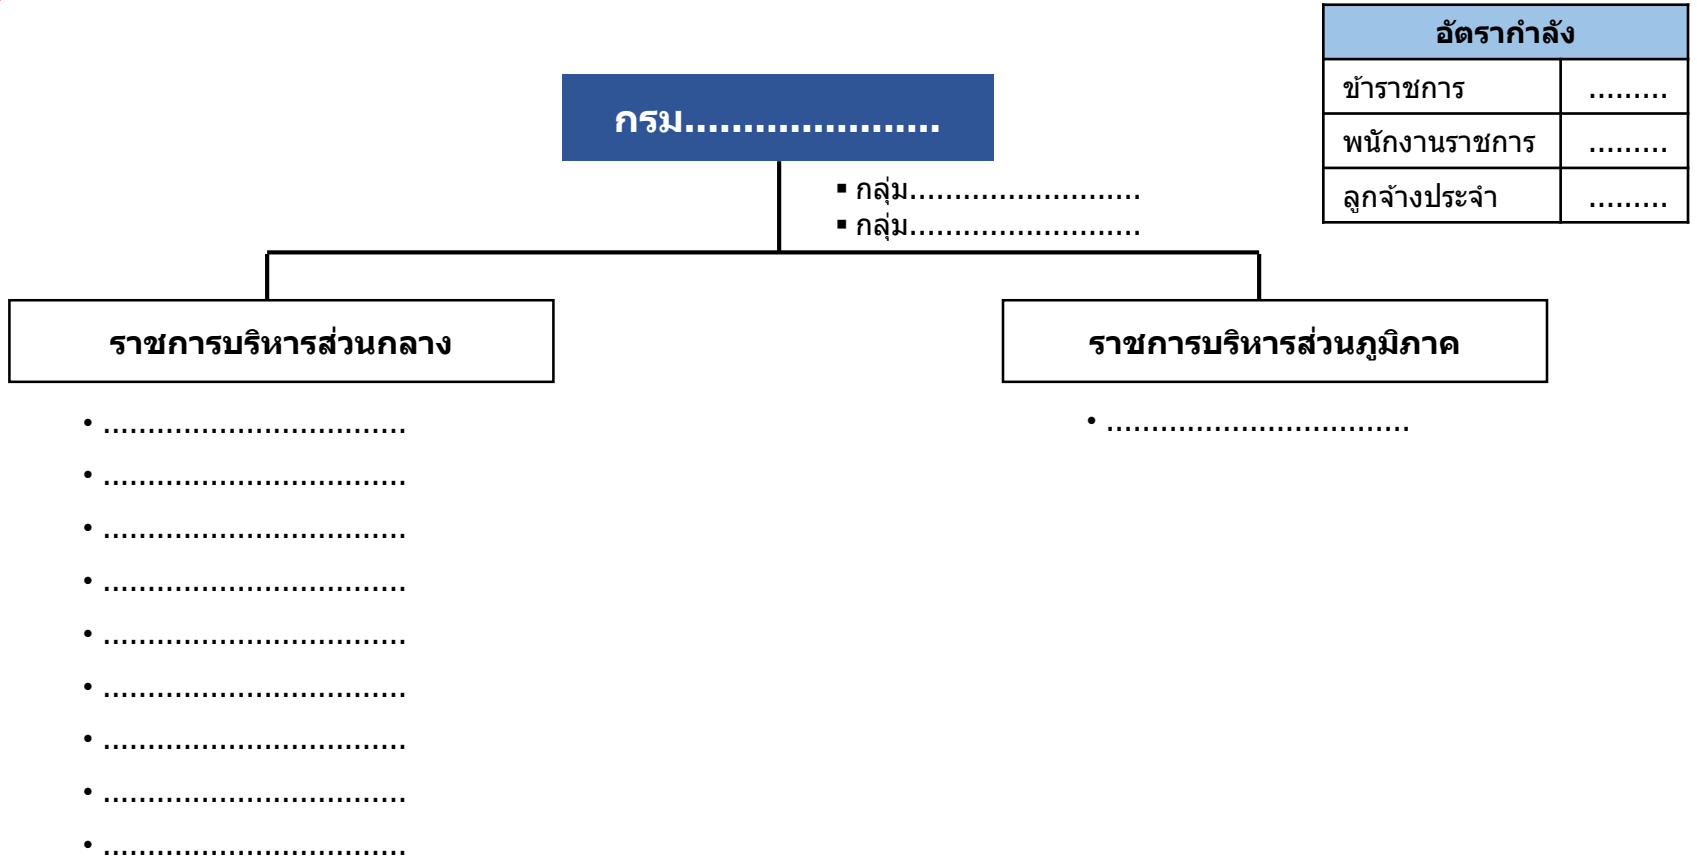 อัตรากำลัง
ข้าราชการ .........
พนักงานราชการ .........
ลูกจ้างประจำ .........
กรม......................
▪ กลุ่ม..........................
▪ กลุ่ม..........................
ราชการบริหารส่วนกลาง
ราชการบริหารส่วนภูมิภาค
• ..................................
• ..................................
• ..................................
• ..................................
• ..................................
• ..................................
• ..................................
• ..................................
• ..................................
• ..................................